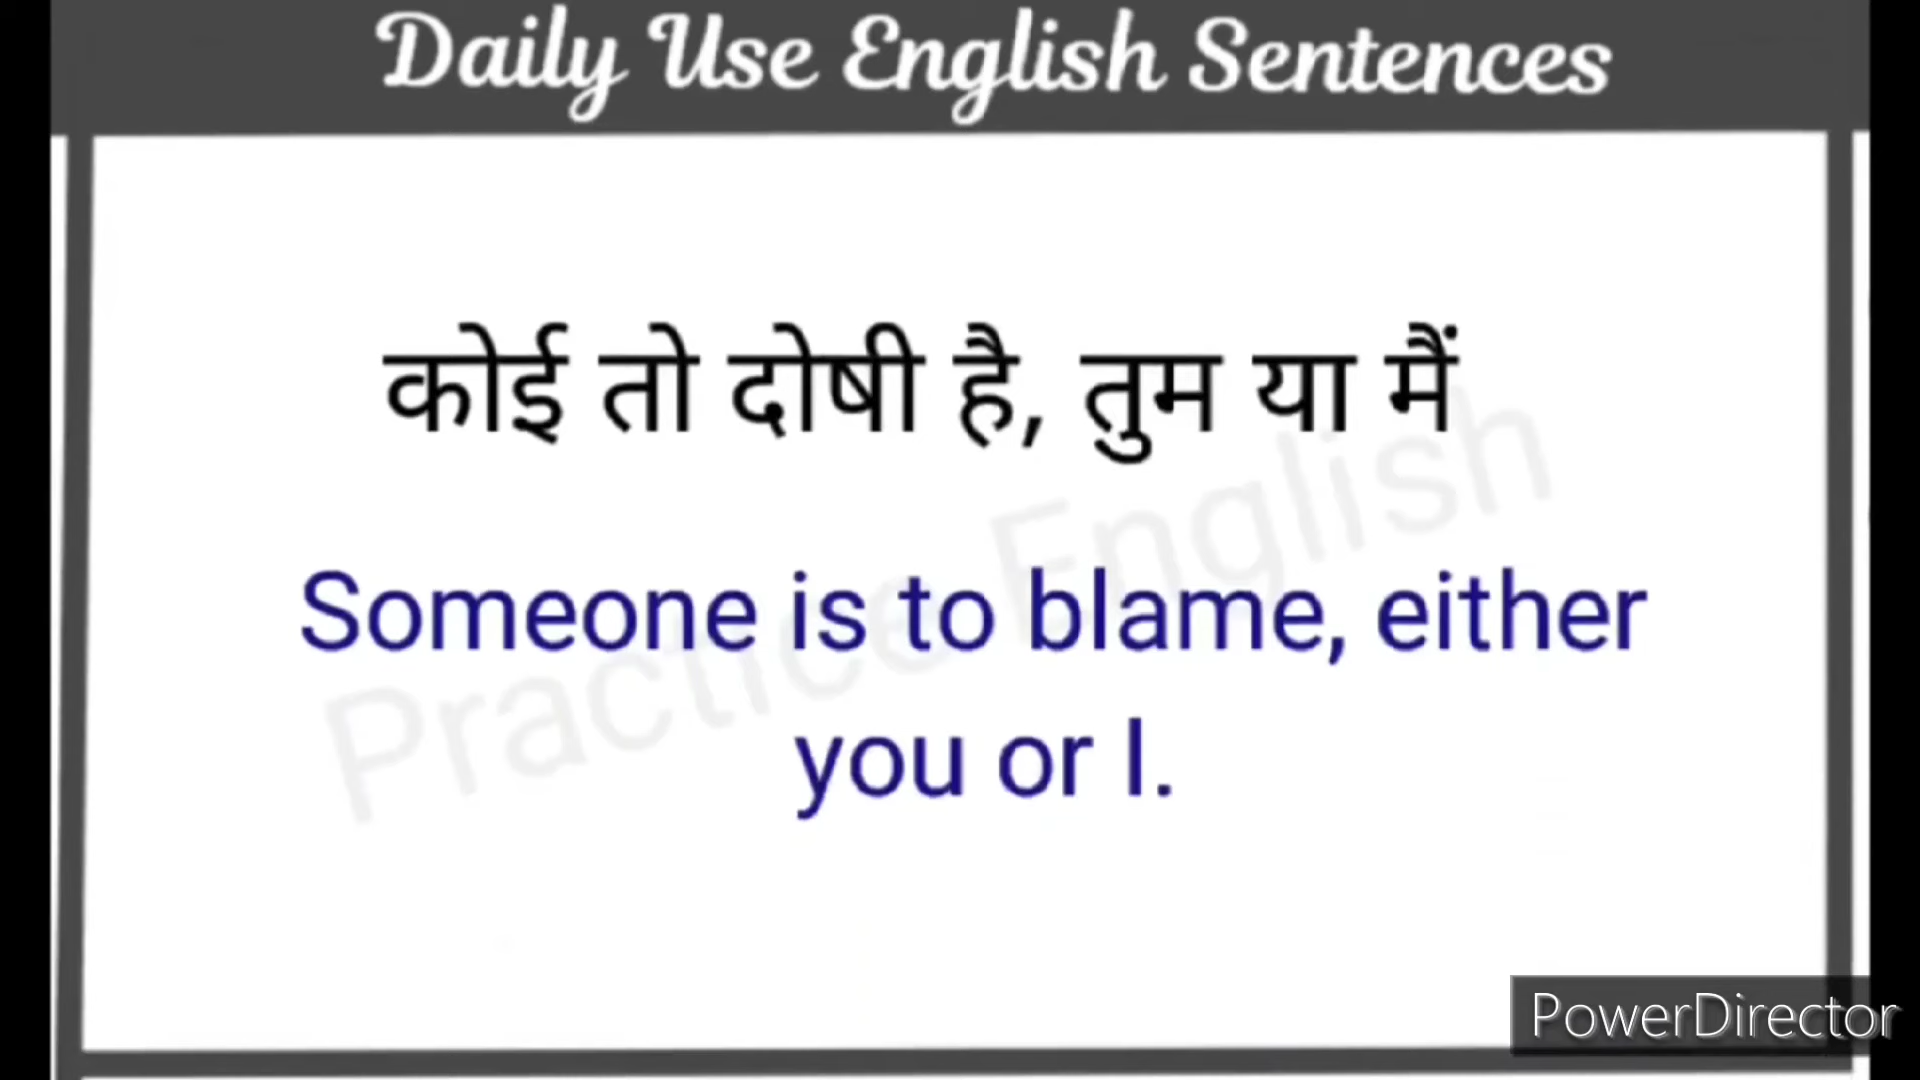 Daily Use English Sentences
कोई तो दोषी है, तुम या मैं
Practice English
Someone is to blame, either
you or I.
PowerDirector